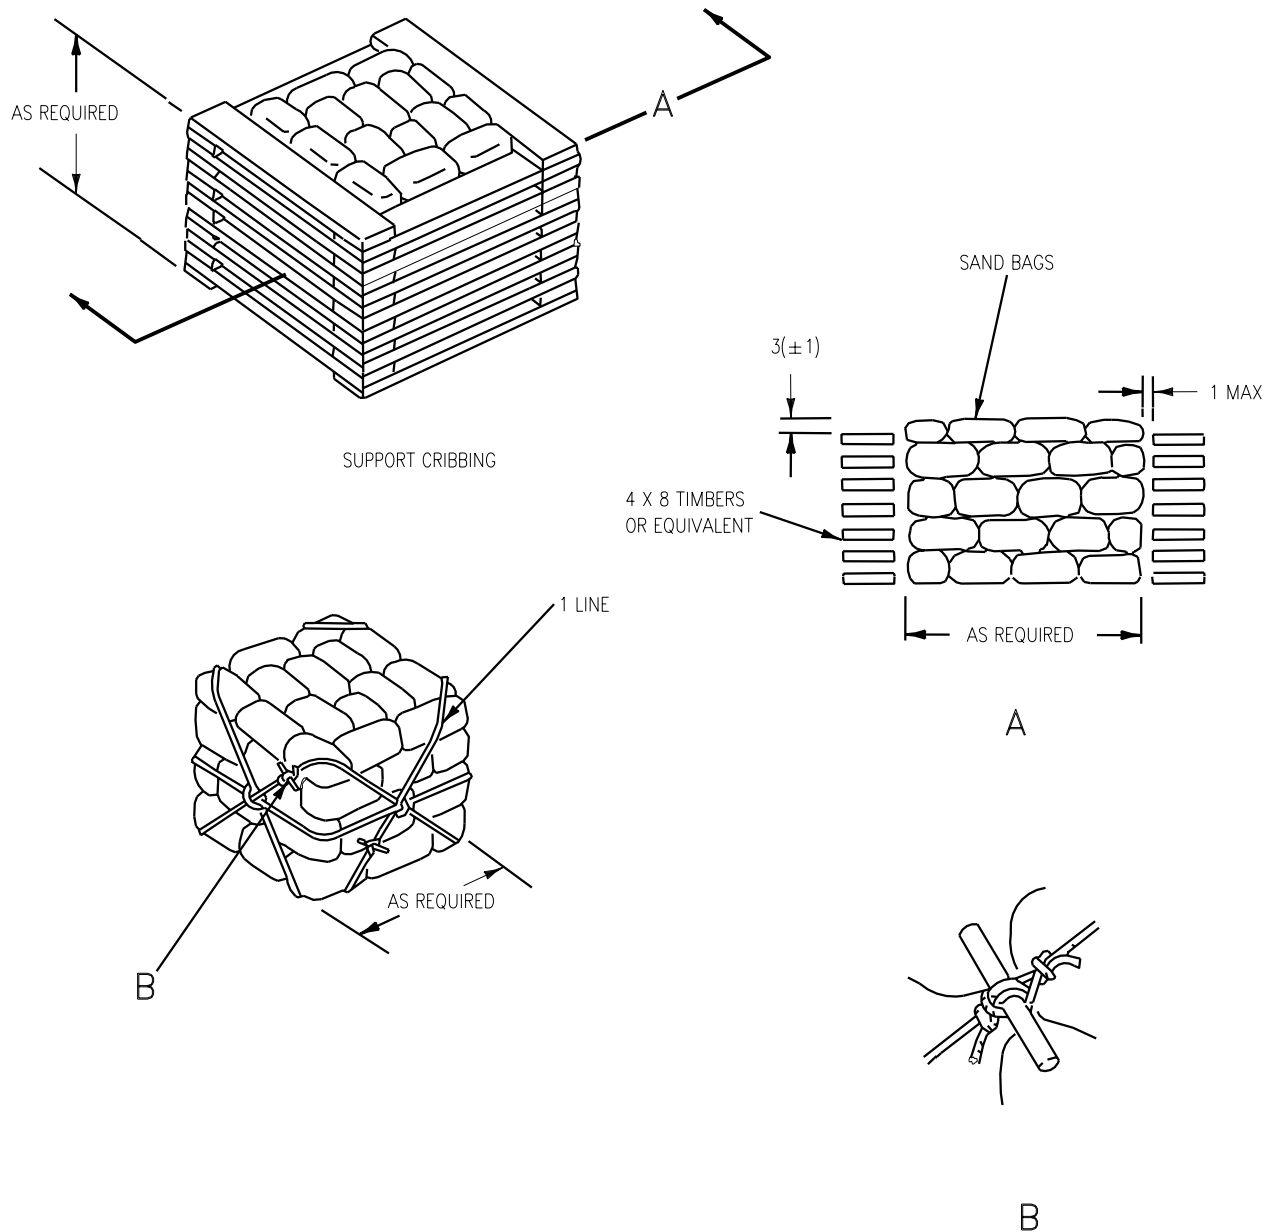 AS REQUIRED
A
SAND BAGS
3(±1)
1 MAX
SUPPORT CRIBBING
4 X 8 TIMBERS
OR EQUIVALENT
1 LINE
AS REQUIRED
A
AS REQUIRED
B
B